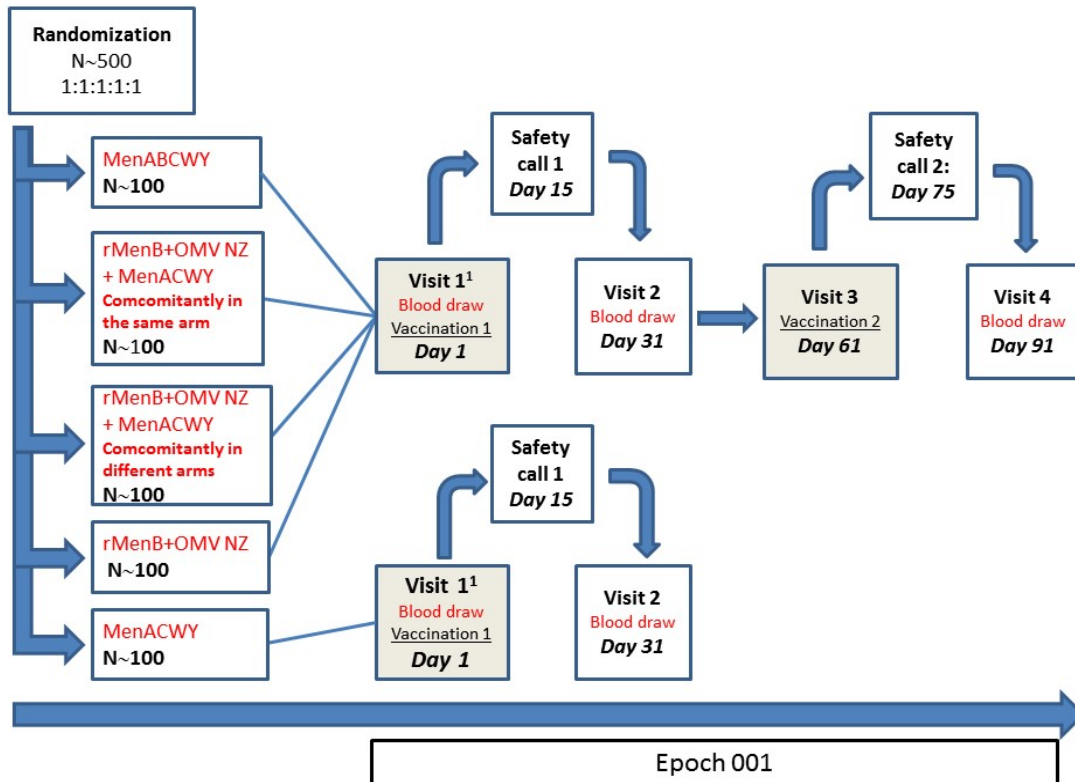 Randomization
N~500
1:1:1:1:1
MenABCWY
N~100
rMenB+OMV NZ
+ MenACWY
Comcomitantly in
the same arm
N~100
rMenB+OMV NZ
+ MenACWY
Comcomitantly in
different arms
N~100
rMenB+OMV NZ
N~100
MenACWY
N~100
Visit 1¹
Blood draw
Vaccination 1
Day 1
Safety
call 1
Day 15
Visit 2
Blood draw
Day 31
Visit 3
Vaccination 2
Day 61
Safety
call 2:
Day 75
Visit 4
Blood draw
Day 91
Visit 1¹
Blood draw
Vaccination 1
Day 1
Safety
call 1
Day 15
Visit 2
Blood draw
Day 31
Epoch 001